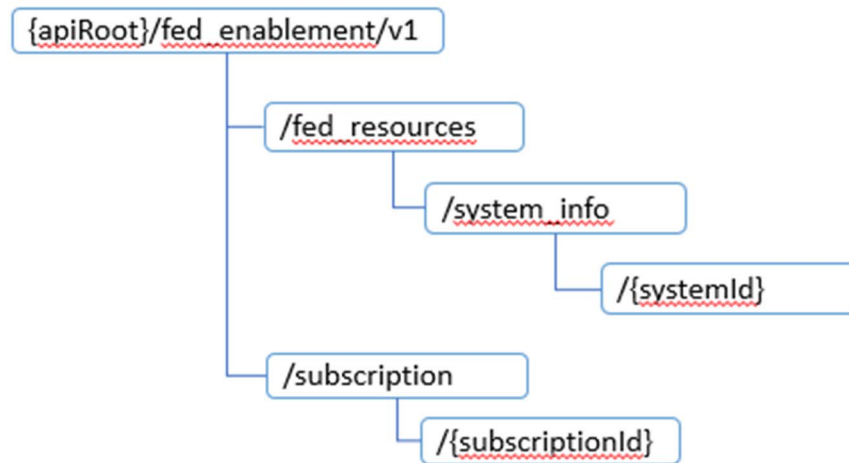 {apiRoot}/fed_enablement/v1
/fed_resources
/system_info
/{systemId}
/subscription
/{subscriptionId}